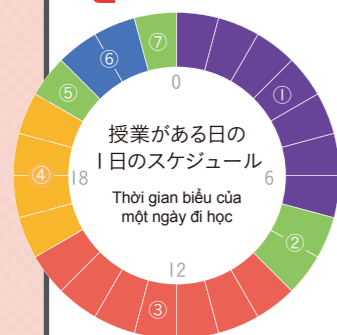 ⑦
⑥
⑤
0
①
授業がある日の
1日のスケジュール
④
18
6
Thời gian biểu của
một ngày đi học
②
12
③